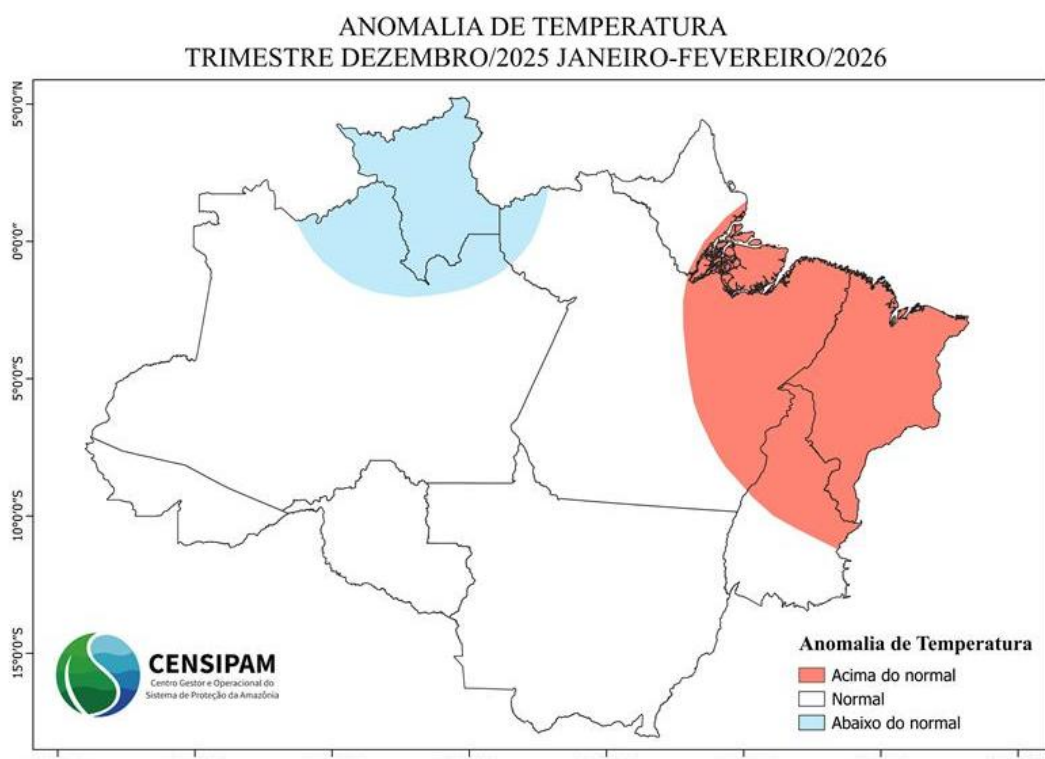 ANOMALIA DE TEMPERATURA
TRIMESTRE DEZEMBRO/2025 JANEIRO-FEVEREIRO/2026
5°0'0"N
0°0'0"
5°0'0"S
10°0'0"S
15°0'0"S
CENSIPAM
Centro Gestor e Operacional do
Sistema de Proteção da Amazônia
Anomalia de Temperatura
Acima do normal
Normal
Abaixo do normal